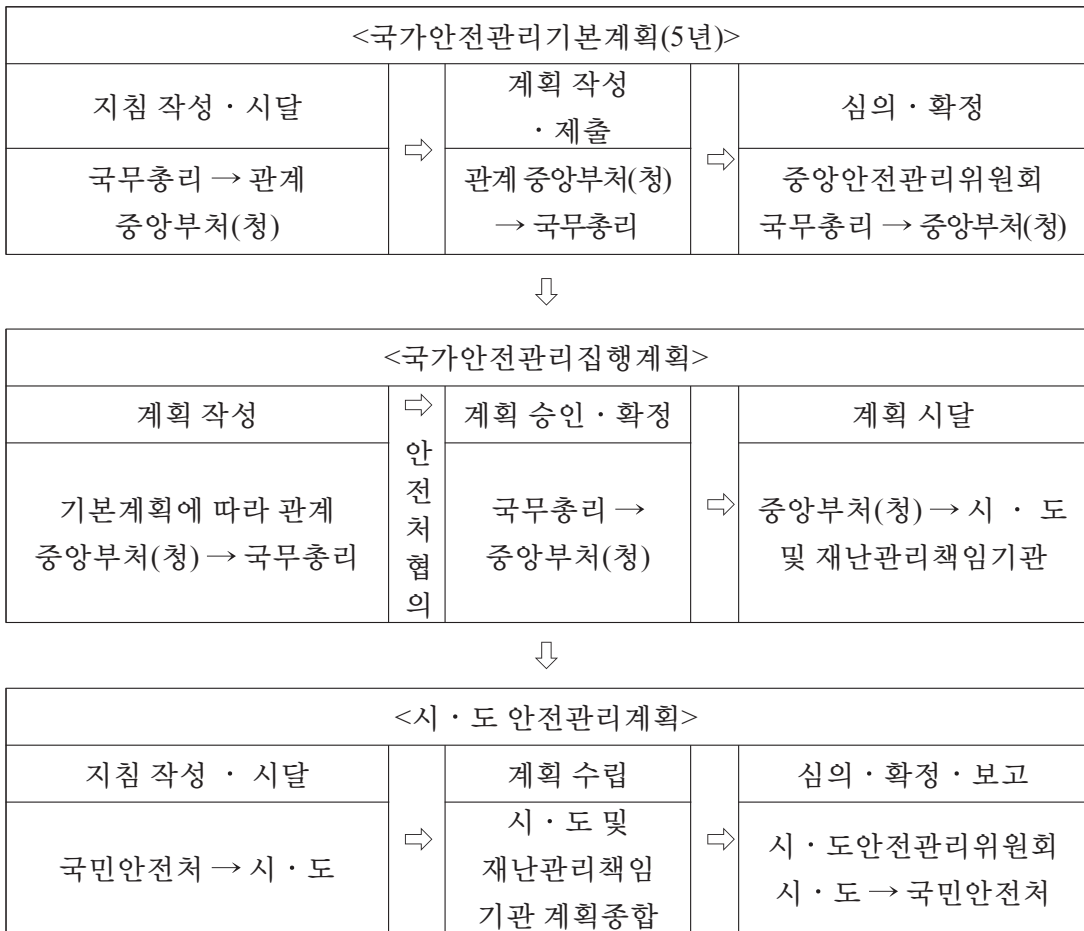 <국가안전관리기본계획(5년)>
지침 작성 · 시달
⇨
계획 작성
· 제출
⇨
심의 · 확정
국무총리 → 관계
중앙부처(청)
관계 중앙부처(청)
→ 국무총리
중앙안전관리위원회
국무총리 → 중앙부처(청)
⇩
<국가안전관리집행계획>
계획 작성
⇨
안
전
처
협
의
계획 승인 · 확정
⇨
계획 시달
기본계획에 따라 관계
중앙부처(청) → 국무총리
국무총리 →
중앙부처(청)
중앙부처(청) → 시 · 도
및 재난관리책임기관
⇩
<시 · 도 안전관리계획>
지침 작성 · 시달
⇨
계획 수립
⇨
심의 · 확정 · 보고
국민안전처 → 시 · 도
시 · 도 및
재난관리책임
기관 계획종합
시 · 도안전관리위원회
시 · 도 → 국민안전처